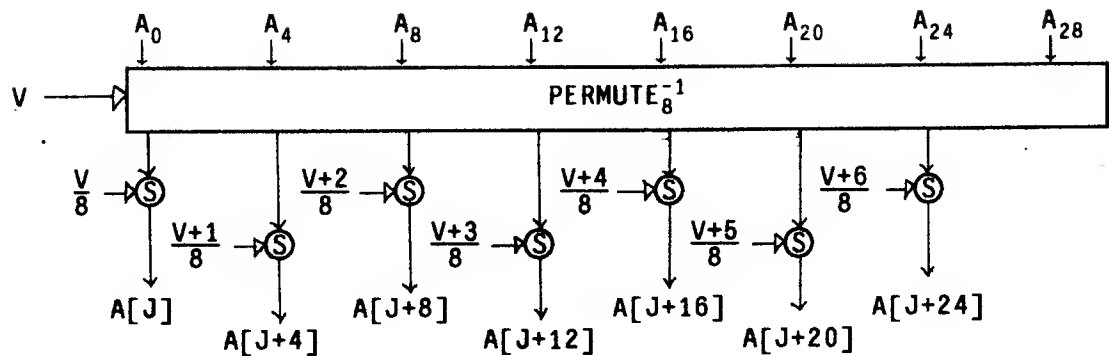 A₀ A₄ A₈ A₁₂ A₁₆ A₂₀ A₂₄ A₂₈
V PERMUTE₈⁻¹
V/8 S V+2/8 S V+4/8 S V+6/8 S
V+1/8 S V+3/8 S V+5/8 S
A[J] A[J+8] A[J+16] A[J+24]
A[J+4] A[J+12] A[J+20]